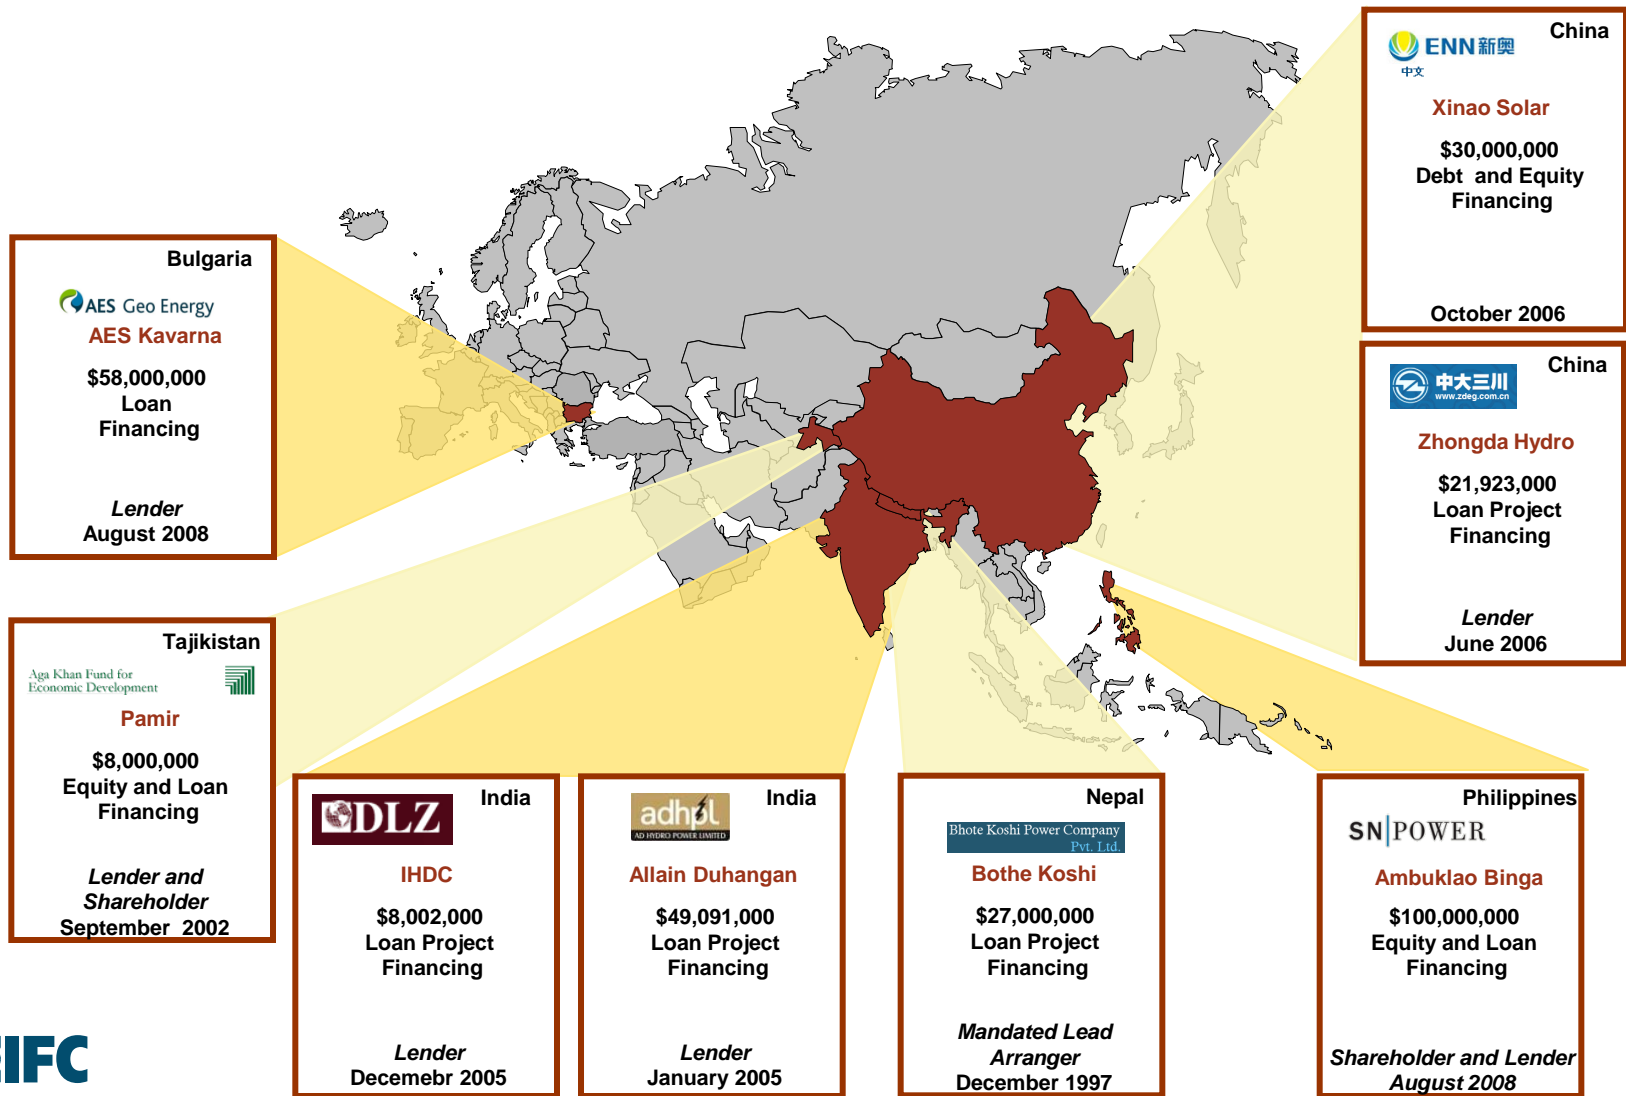 China
ENN新奥
中文
Xinao Solar
$30,000,000
Debt and Equity
Financing
October 2006
Bulgaria
AES Geo Energy
AES Kavarna
$58,000,000
Loan
Financing
Lender
August 2008
China
中大三川
www.zdeg.com.cn
Zhongda Hydro
$21,923,000
Loan Project
Financing
Lender
June 2006
Tajikistan
Aga Khan Fund for
Economic Development
Pamir
$8,000,000
Equity and Loan
Financing
Lender and
Shareholder
September 2002
India
DLZ
IHDC
$8,002,000
Loan Project
Financing
Lender
Decemebr 2005
India
adhpl
AD HYDRO POWER LIMITED
Allain Duhangan
$49,091,000
Loan Project
Financing
Lender
January 2005
Nepal
Bhote Koshi Power Company
Pvt. Ltd.
Bothe Koshi
$27,000,000
Loan Project
Financing
Mandated Lead
Arranger
December 1997
Philippines
SN POWER
Ambuklao Binga
$100,000,000
Equity and Loan
Financing
Shareholder and Lender
August 2008
IFC